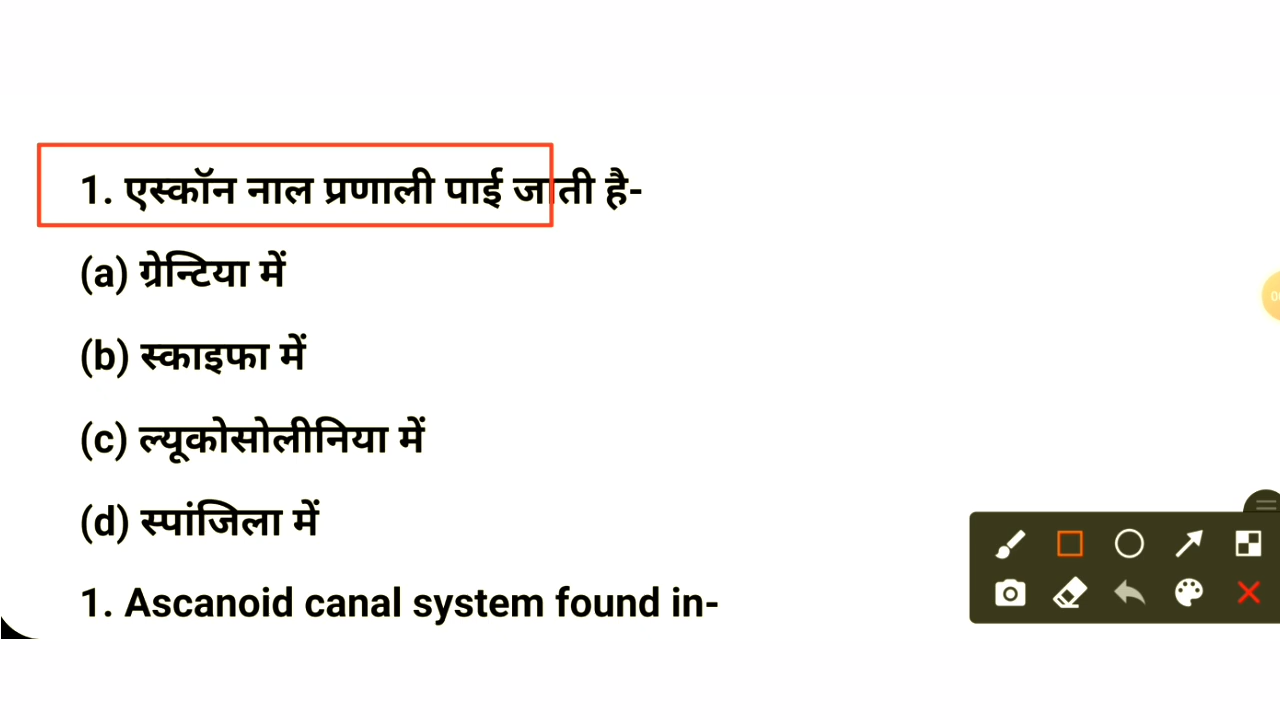 1. एस्कॉन नाल प्रणाली पाई जाती है-
(a) ग्रेन्टिया में
(b) स्काइफा में
(c) ल्यूकोसोलीनिया में
(d) स्पांजिला में
1. Ascanoid canal system found in-